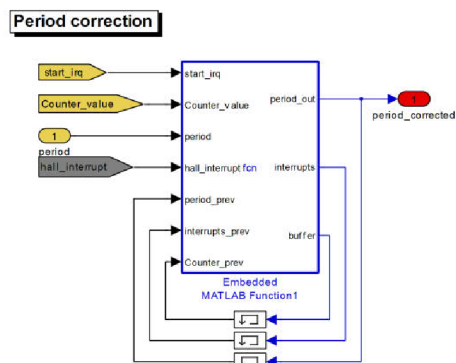 Period correction
start_irq
Counter_value
1
period
hall_interrupt
start_irq
Counter_value
period
hall_interrupt fcn
period_prev
interrupts_prev
Counter_prev
period_out
interrupts
buffer
1
period_corrected
Embedded
MATLAB Function1